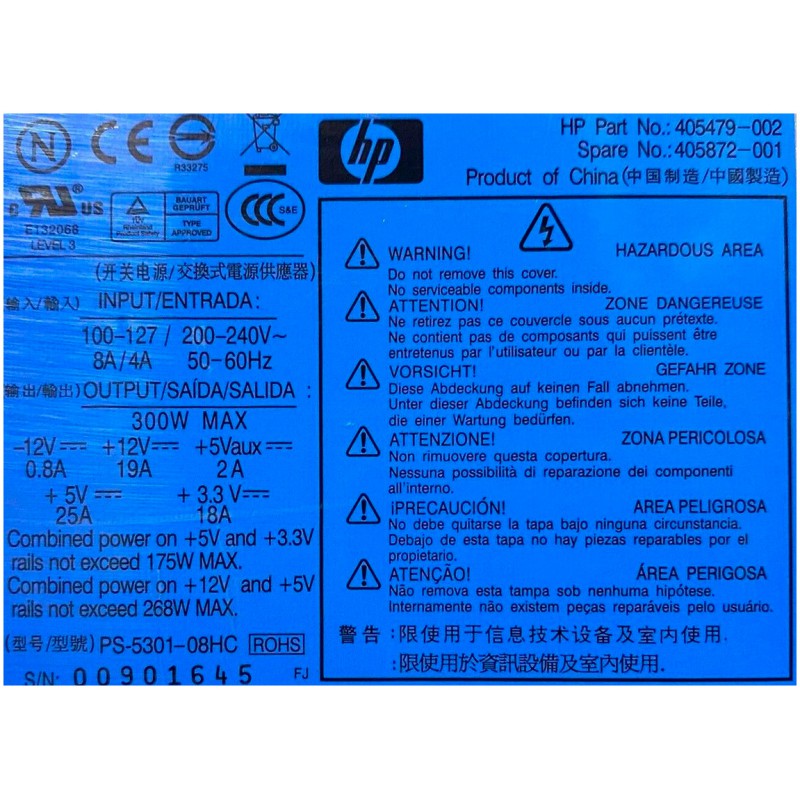 N CE R33275
c RU ® US
E132068
LEVEL 3
BAUART GEPRÜFT
TÜV Rheinland Product Safety
TYPE APPROVED
CCC S&E
(开关电源/交換式電源供應器)
输入/輸入) INPUT/ENTRADA:
100-127 / 200-240V~
8A/4A 50-60Hz
输出/輸出) OUTPUT/SAÍDA/SALIDA :
300W MAX
-12V +12V +5Vaux
0.8A 19A 2A
+ 5V + 3.3 V
25A 18A
Combined power on +5V and +3.3V
rails not exceed 175W MAX.
Combined power on +12V and +5V
rails not exceed 268W MAX.
(型号/型號) PS-5301-08HC ROHS
S/N: 00901645 FJ
hp
HP Part No.: 405479-002
Spare No.: 405872-001
Product of China (中国制造/中國製造)
WARNING! HAZARDOUS AREA
Do not remove this cover.
No serviceable components inside.
ATTENTION! ZONE DANGEREUSE
Ne retirez pas ce couvercle sous aucun prétexte.
Ne contient pas de composants qui puissent être
entretenus par l'utilisateur ou par la clientèle.
VORSICHT! GEFAHR ZONE
Diese Abdeckung auf keinen Fall abnehmen.
Unter dieser Abdeckung befinden sich keine Teile,
die einer Wartung bedürfen.
ATTENZIONE! ZONA PERICOLOSA
Non rimuovere questa copertura.
Nessuna possibilità di reparazione dei componenti
all'interno.
¡PRECAUCIÓN! AREA PELIGROSA
No debe quitarse la tapa bajo ninguna circunstancia.
Debajo de esta tapa no hay piezas reparables por el
propietario.
ATENÇÃO! ÁREA PERIGOSA
Não remova esta tampa sob nenhuma hipótese.
Internamente não existem peças reparáveis pelo usuário.
警告:限使用于信息技术设备及室内使用.
:限使用於資訊設備及室內使用.